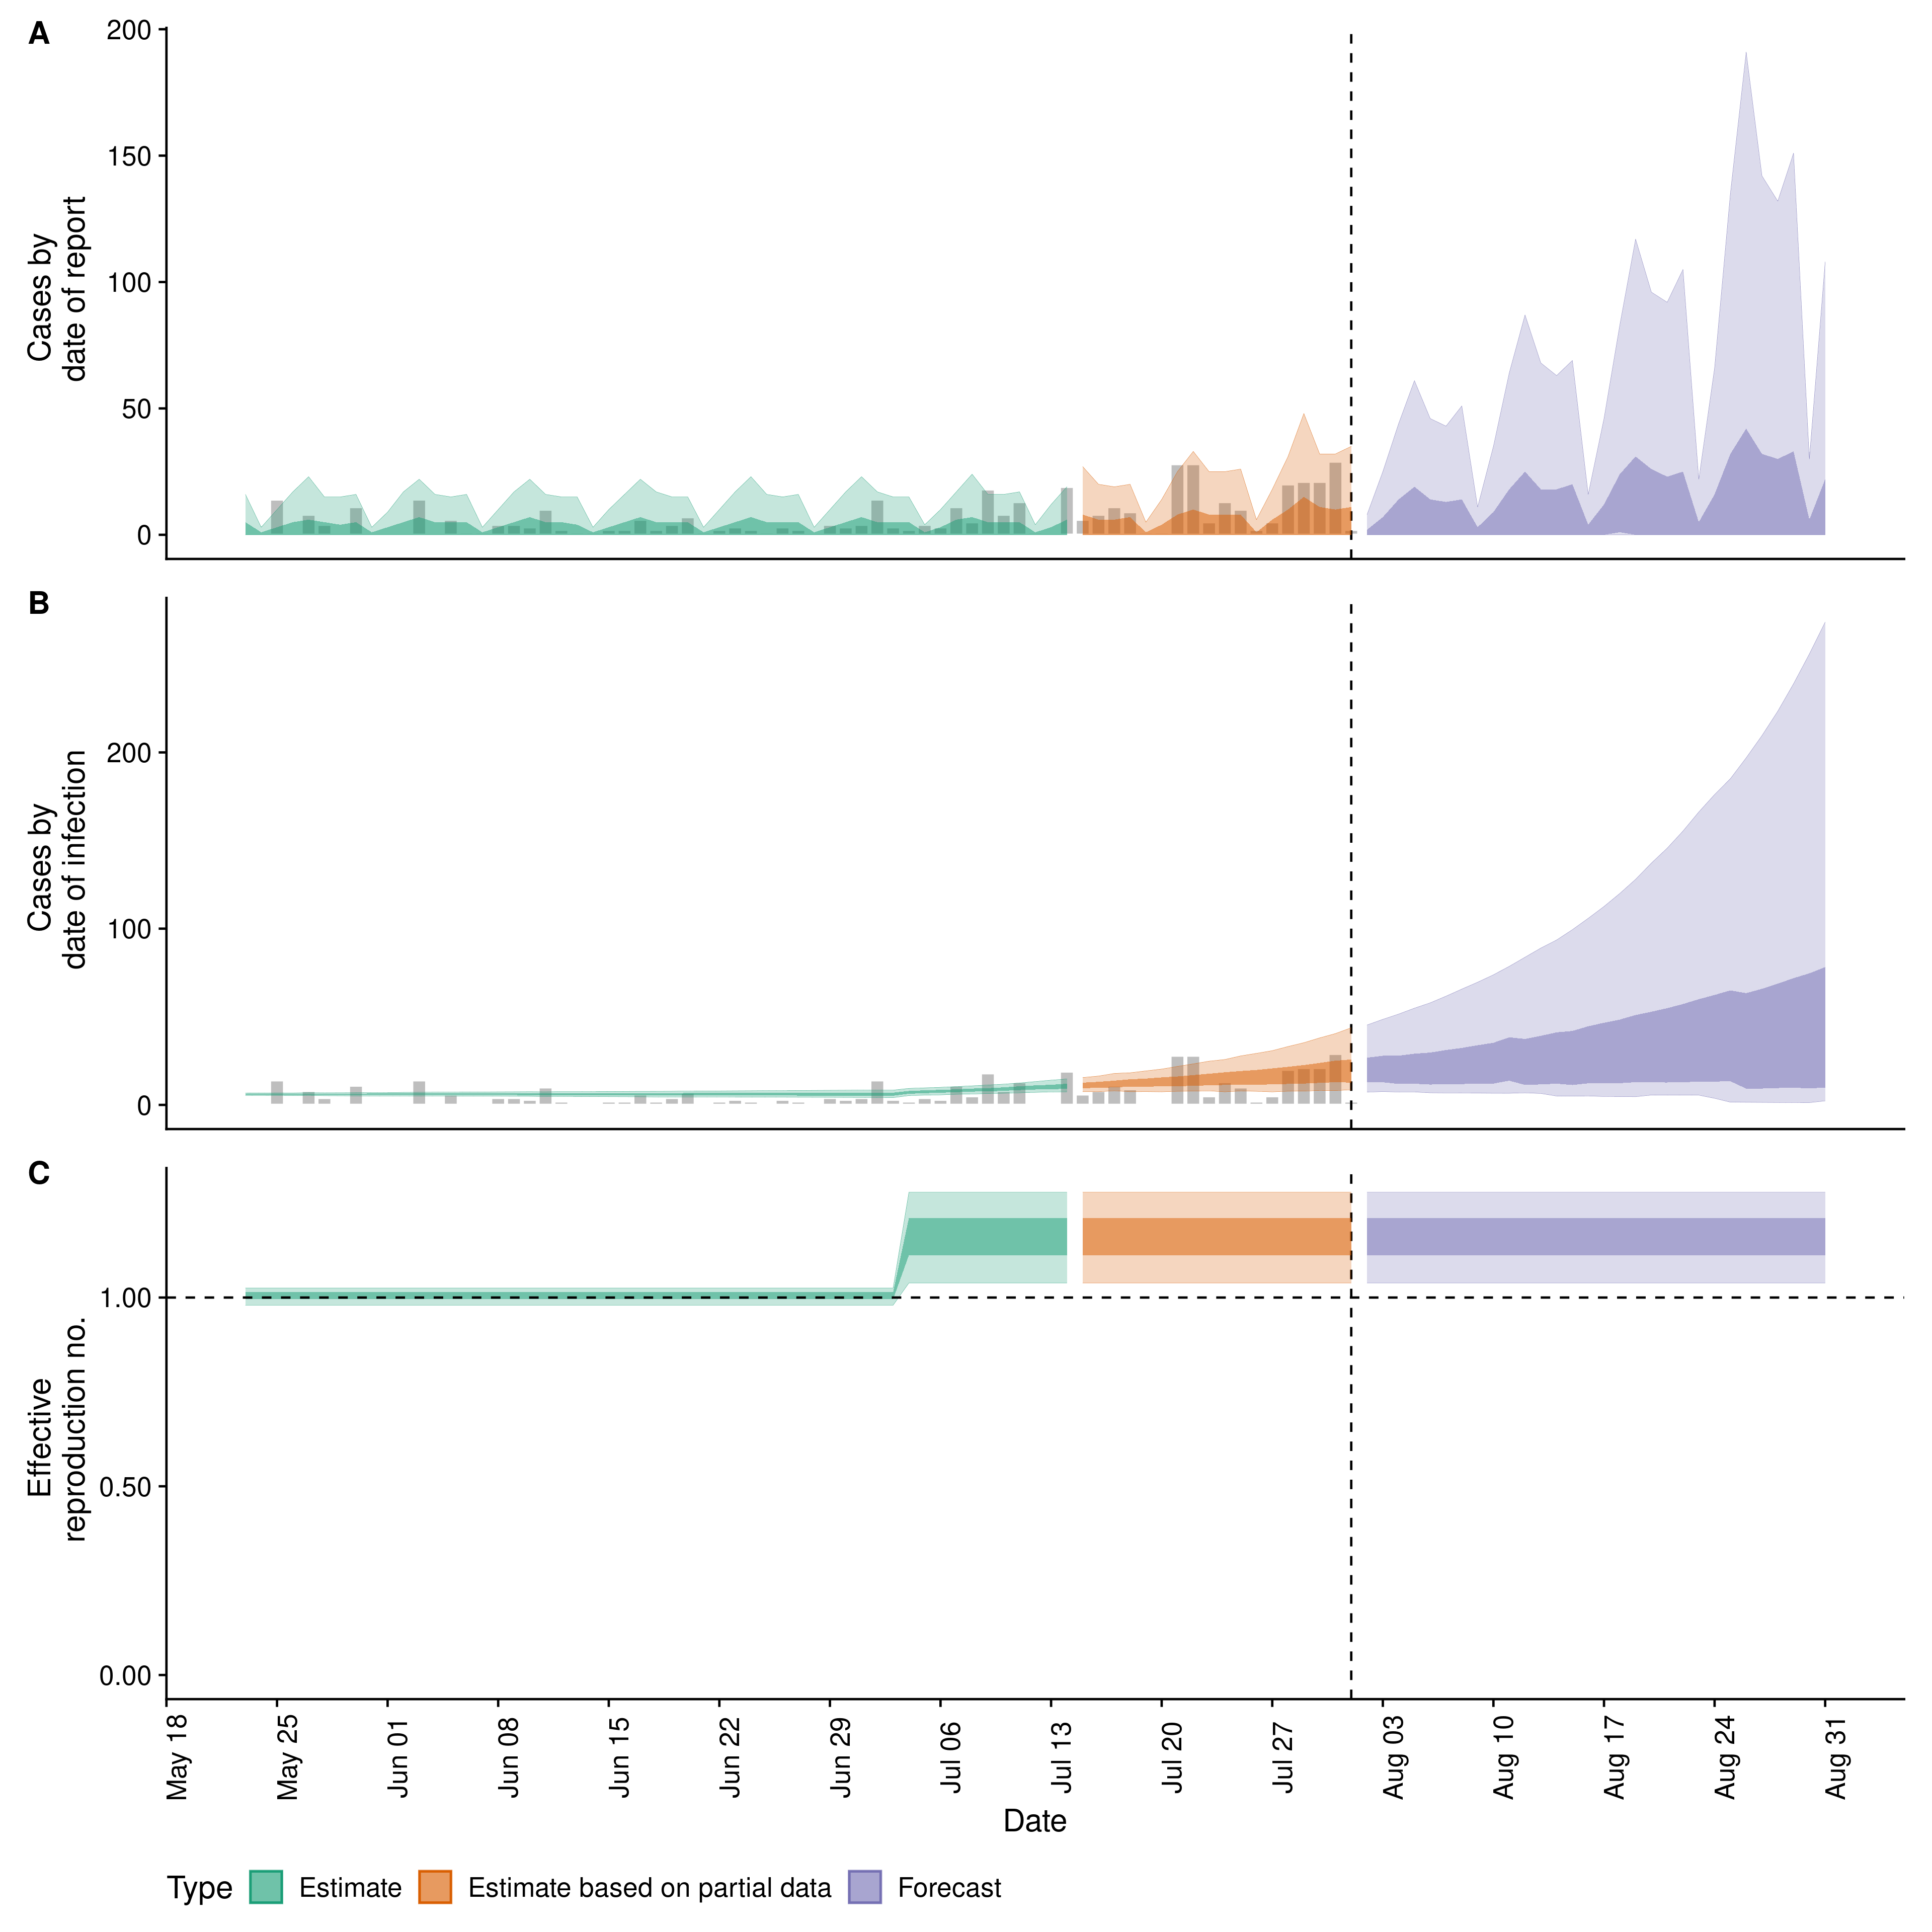 A
Cases by
date of report
200
150
100
50
0
B
Cases by
date of infection
200
100
0
C
Effective
reproduction no.
1.00
0.50
0.00
May 18
May 25
Jun 01
Jun 08
Jun 15
Jun 22
Jun 29
Jul 06
Jul 13
Jul 20
Jul 27
Aug 03
Aug 10
Aug 17
Aug 24
Aug 31
Date
Type Estimate Estimate based on partial data Forecast